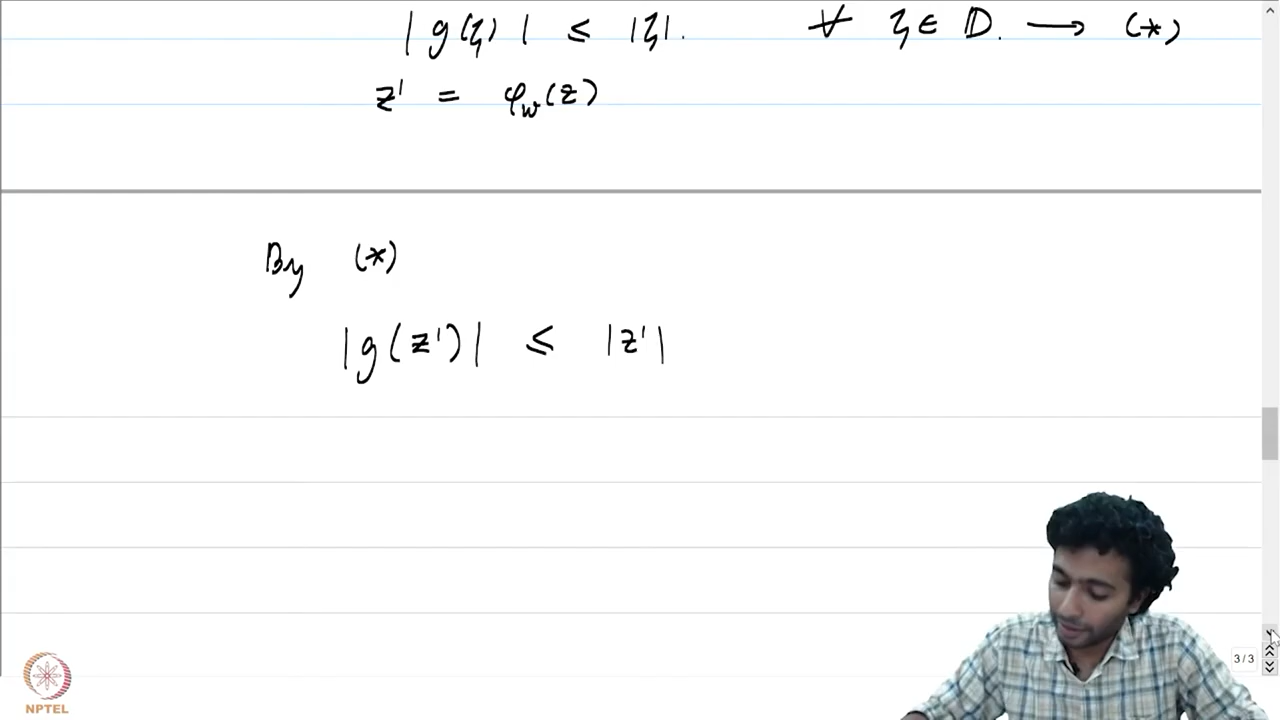 |g(ξ)| ≤ |ξ|. ∀ ξ ∈ 𝔻. ⟶ (*)
z' = φ_w(z)
By (*)
|g(z')| ≤ |z'|
3 / 3
NPTEL